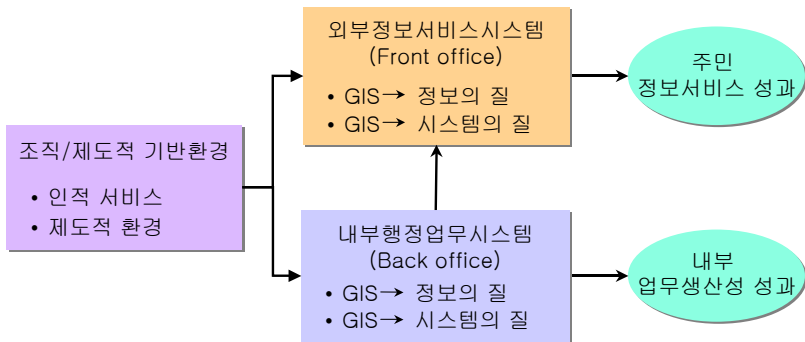 조직/제도적 기반환경
• 인적 서비스
• 제도적 환경
외부정보서비스시스템
(Front office)
• GIS→ 정보의 질
• GIS→ 시스템의 질
내부행정업무시스템
(Back office)
• GIS→ 정보의 질
• GIS→ 시스템의 질
주민
정보서비스 성과
내부
업무생산성 성과